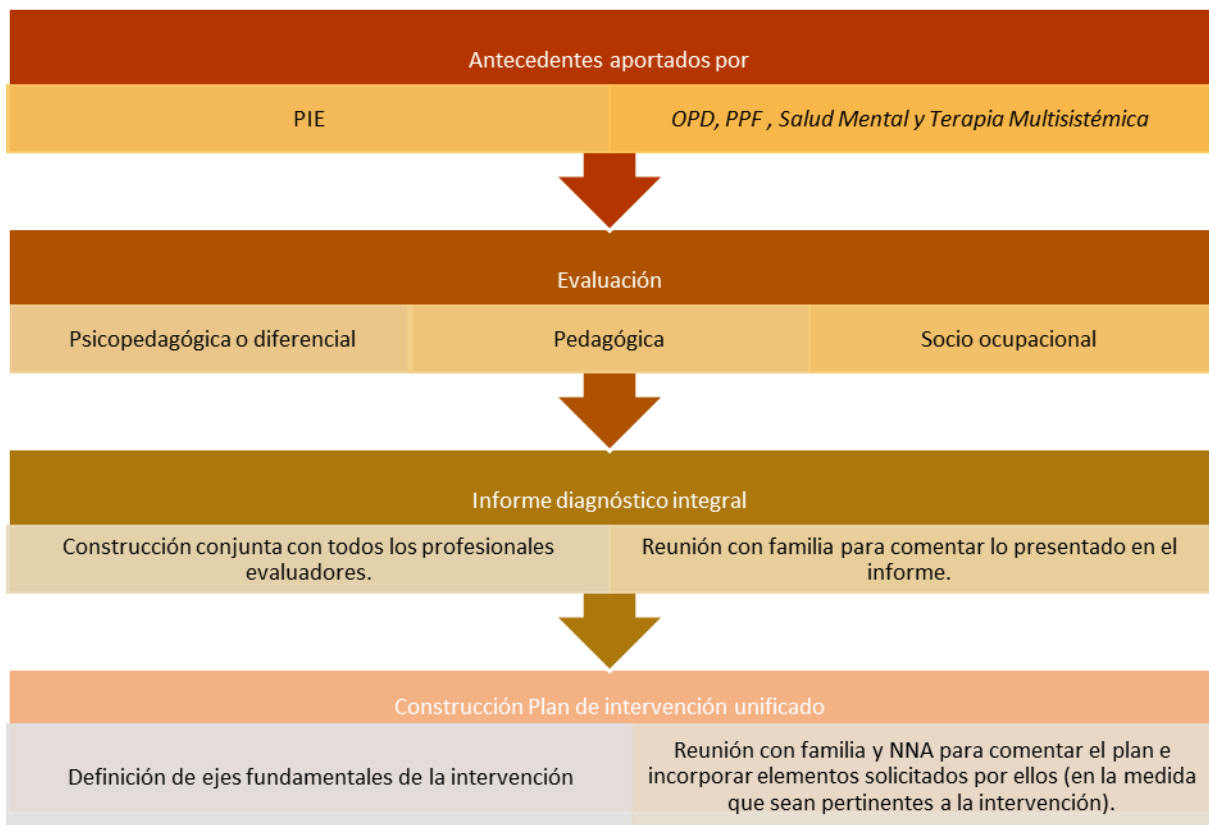 Antecedentes aportados por
PIE
OPD, PPF , Salud Mental y Terapia Multisistémica
Evaluación
Psicopedagógica o diferencial
Pedagógica
Socio ocupacional
Informe diagnóstico integral
Construcción conjunta con todos los profesionales
evaluadores.
Reunión con familia para comentar lo presentado en el
informe.
Construcción Plan de intervención unificado
Definición de ejes fundamentales de la intervención
Reunión con familia y NNA para comentar el plan e
incorporar elementos solicitados por ellos (en la medida
que sean pertinentes a la intervención).